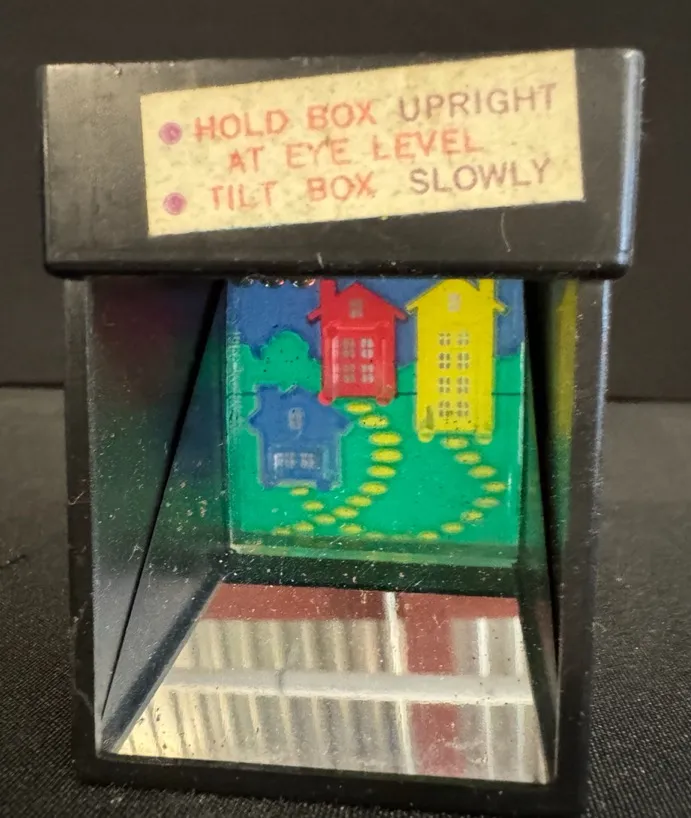 • HOLD BOX UPRIGHT
AT EYE LEVEL
• TILT BOX SLOWLY